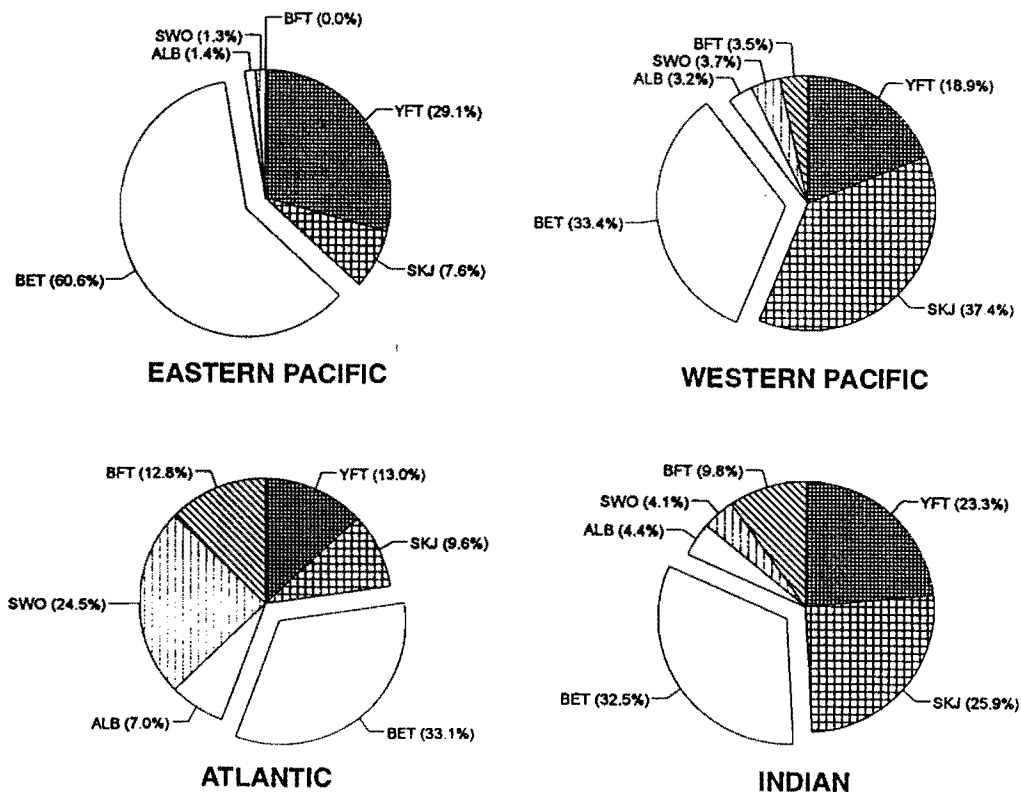 BFT (0.0%)
SWO (1.3%)
ALB (1.4%)
YFT (29.1%)
BET (60.6%)
SKJ (7.6%)
EASTERN PACIFIC
BFT (3.5%)
SWO (3.7%)
ALB (3.2%)
YFT (18.9%)
BET (33.4%)
SKJ (37.4%)
WESTERN PACIFIC
BFT (12.8%)
YFT (13.0%)
SKJ (9.6%)
SWO (24.5%)
ALB (7.0%)
BET (33.1%)
ATLANTIC
BFT (9.8%)
SWO (4.1%)
ALB (4.4%)
YFT (23.3%)
BET (32.5%)
SKJ (25.9%)
INDIAN